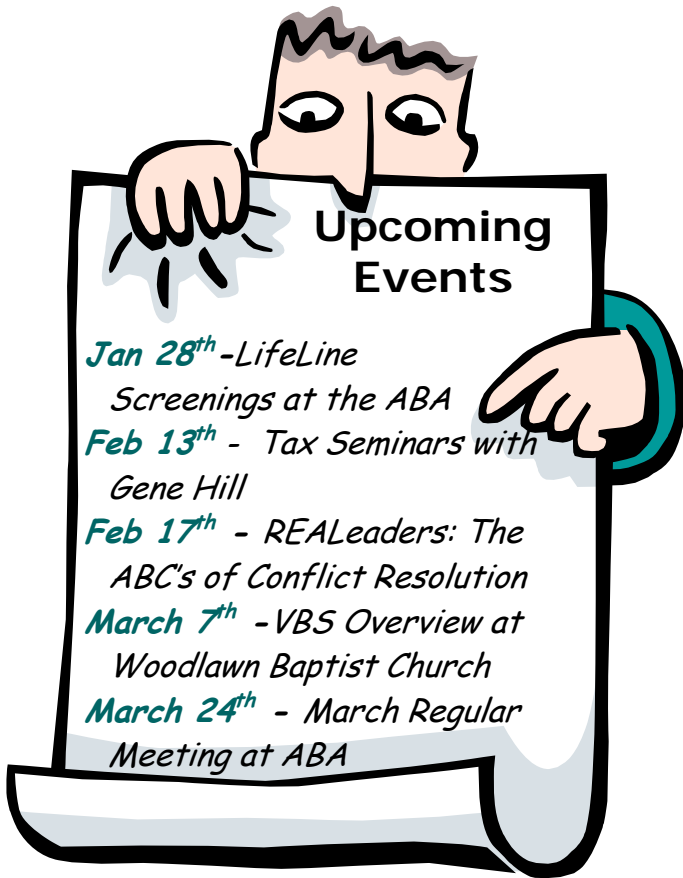 Upcoming
Events
Jan 28th-LifeLine
Screenings at the ABA
Feb 13th - Tax Seminars with
Gene Hill
Feb 17th - REALeaders: The
ABC's of Conflict Resolution
March 7th -VBS Overview at
Woodlawn Baptist Church
March 24th - March Regular
Meeting at ABA